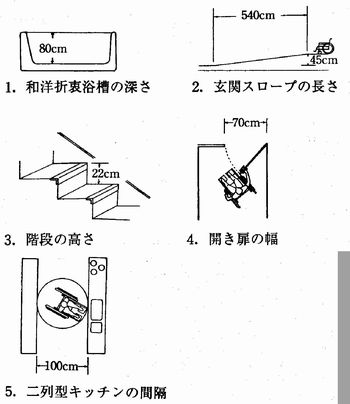 80cm
540cm
45cm
1. 和洋折裏浴槽の深さ
2. 玄関スロープの長さ
22cm
70cm
3. 階段の高さ
4. 開き扉の幅
100cm
5. 二列型キッチンの間隔